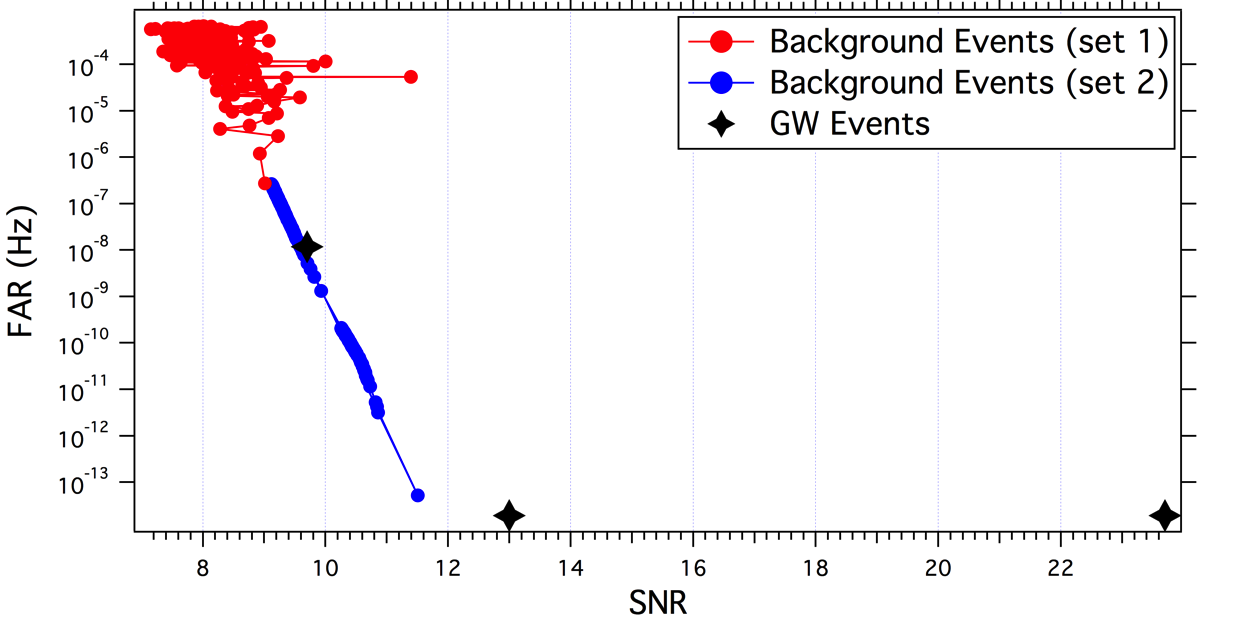 Background Events (set 1)
Background Events (set 2)
GW Events
FAR (Hz)
10^-4
10^-5
10^-6
10^-7
10^-8
10^-9
10^-10
10^-11
10^-12
10^-13
8 10 12 14 16 18 20 22
SNR